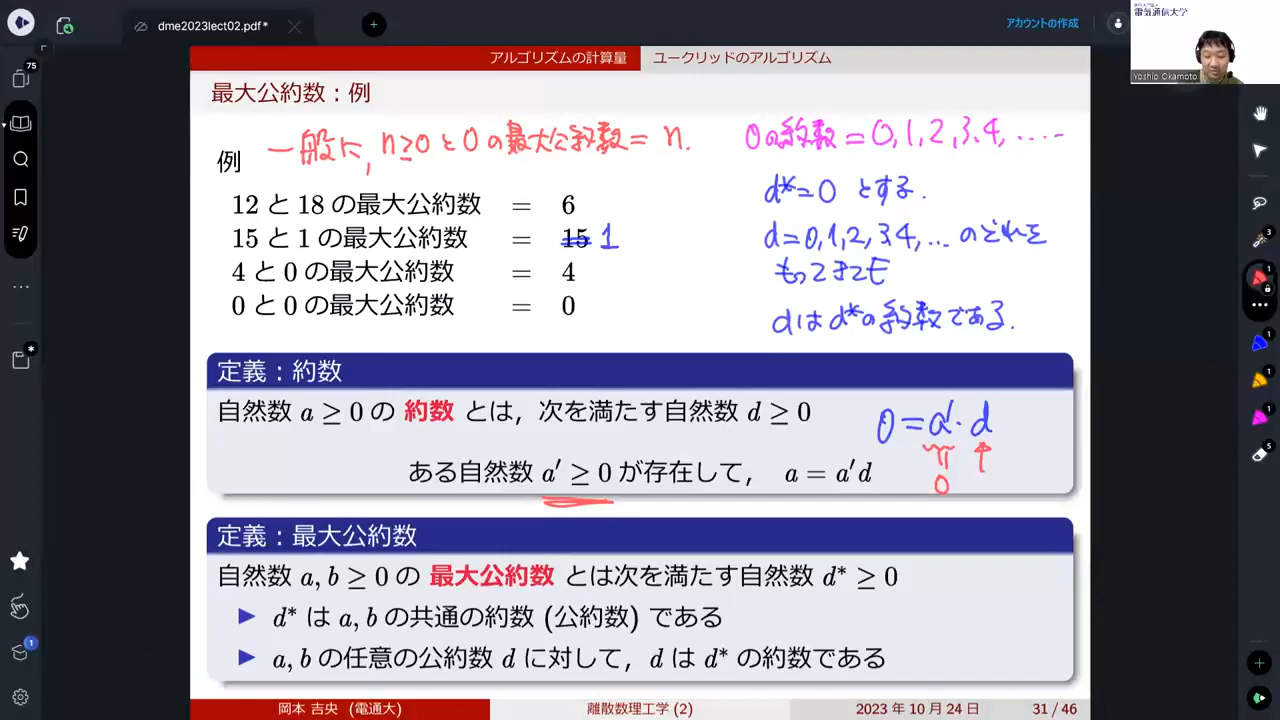 dme2023lect02.pdf*
アカウントの作成
電気通信大学
Yoshio Okamoto
75
アルゴリズムの計算量
ユークリッドのアルゴリズム
最大公約数：例
一般に, n≥0 と 0 の最大公約数 = n.
0の約数 = 0, 1, 2, 3, 4, ‥‥
例
d*=0 とする.
12 と 18 の最大公約数 = 6
15 と 1 の最大公約数 = 15 1
d=0,1,2,3,4,… のどれを
4 と 0 の最大公約数 = 4
もってきても
0 と 0 の最大公約数 = 0
dは d*の約数である.
定義：約数
自然数 a ≥ 0 の 約数 とは，次を満たす自然数 d ≥ 0
0 = a′· d
ある自然数 a′ ≥ 0 が存在して， a = a′d
0
定義：最大公約数
自然数 a, b ≥ 0 の 最大公約数 とは次を満たす自然数 d* ≥ 0
▶ d* は a, b の共通の約数 (公約数) である
▶ a, b の任意の公約数 d に対して，d は d* の約数である
岡本 吉央 (電通大)
離散数理工学 (2)
2023 年 10 月 24 日
31 / 46